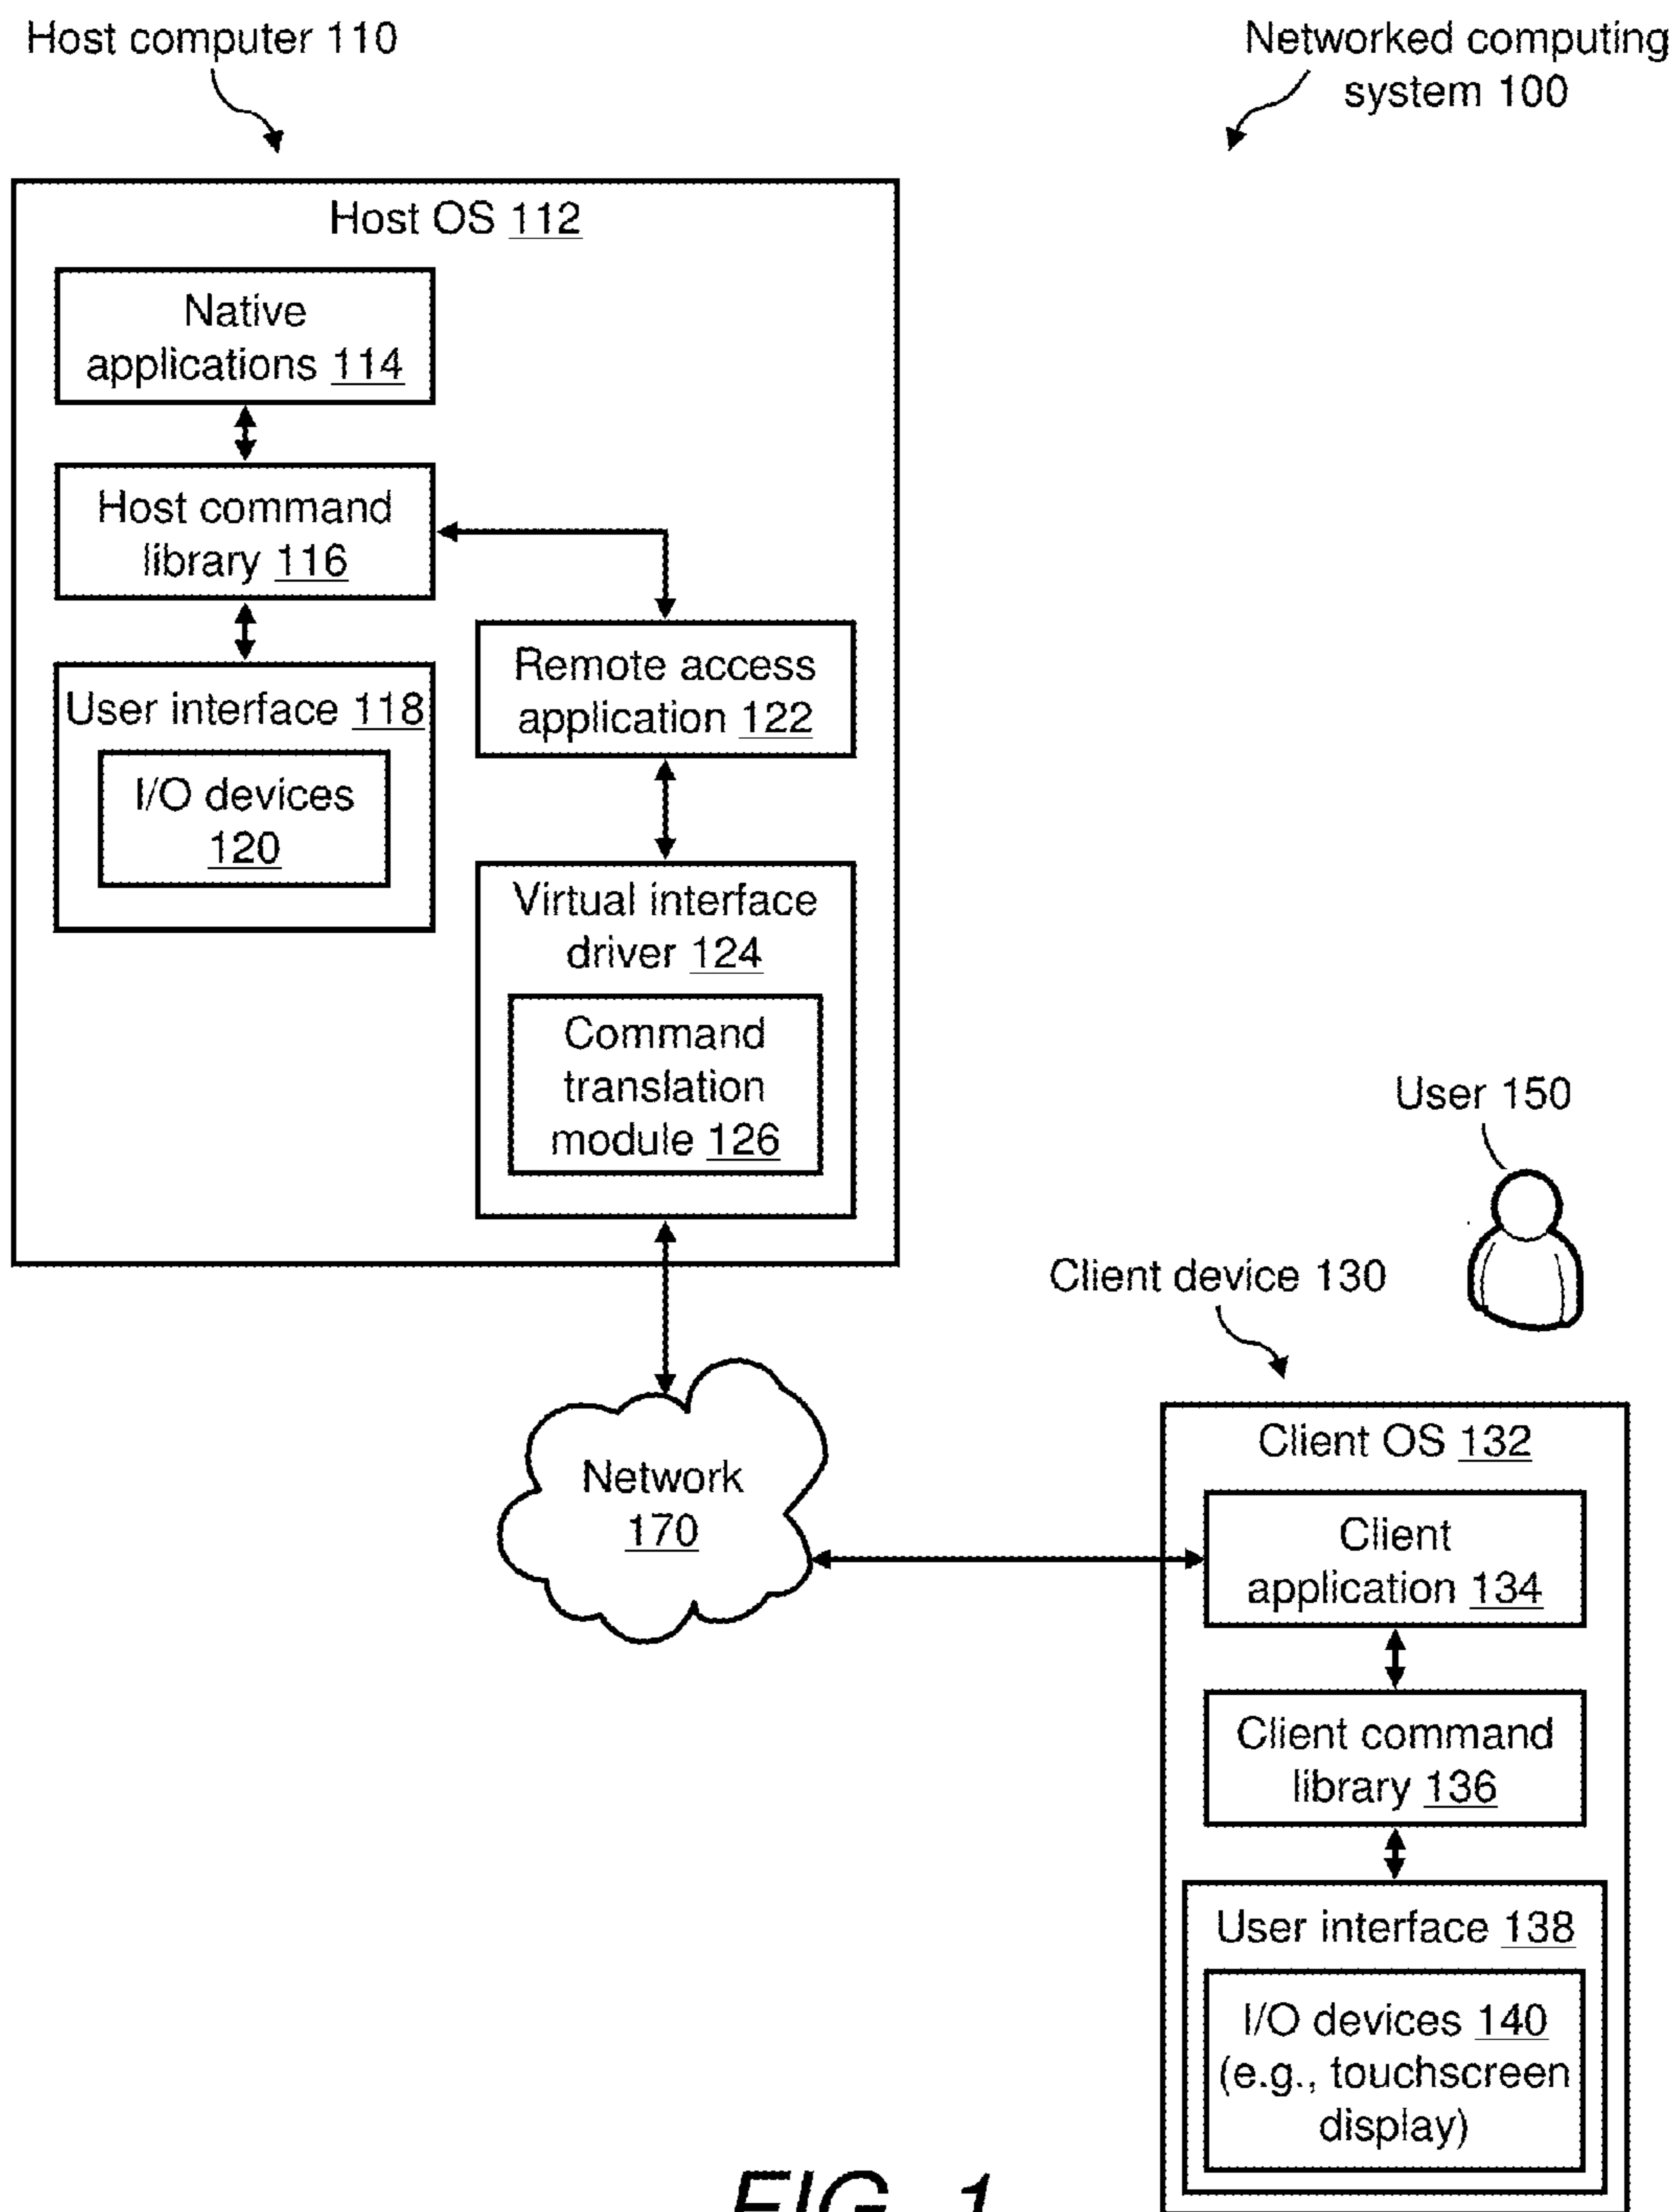 Host computer 110
Networked computing
system 100
Host OS 112
Native
applications 114
Host command
library 116
User interface 118
I/O devices
120
Remote access
application 122
Virtual interface
driver 124
Command
translation
module 126
User 150
Client device 130
Network
170
Client OS 132
Client
application 134
Client command
library 136
User interface 138
I/O devices 140
(e.g., touchscreen
display)
FIG. 1